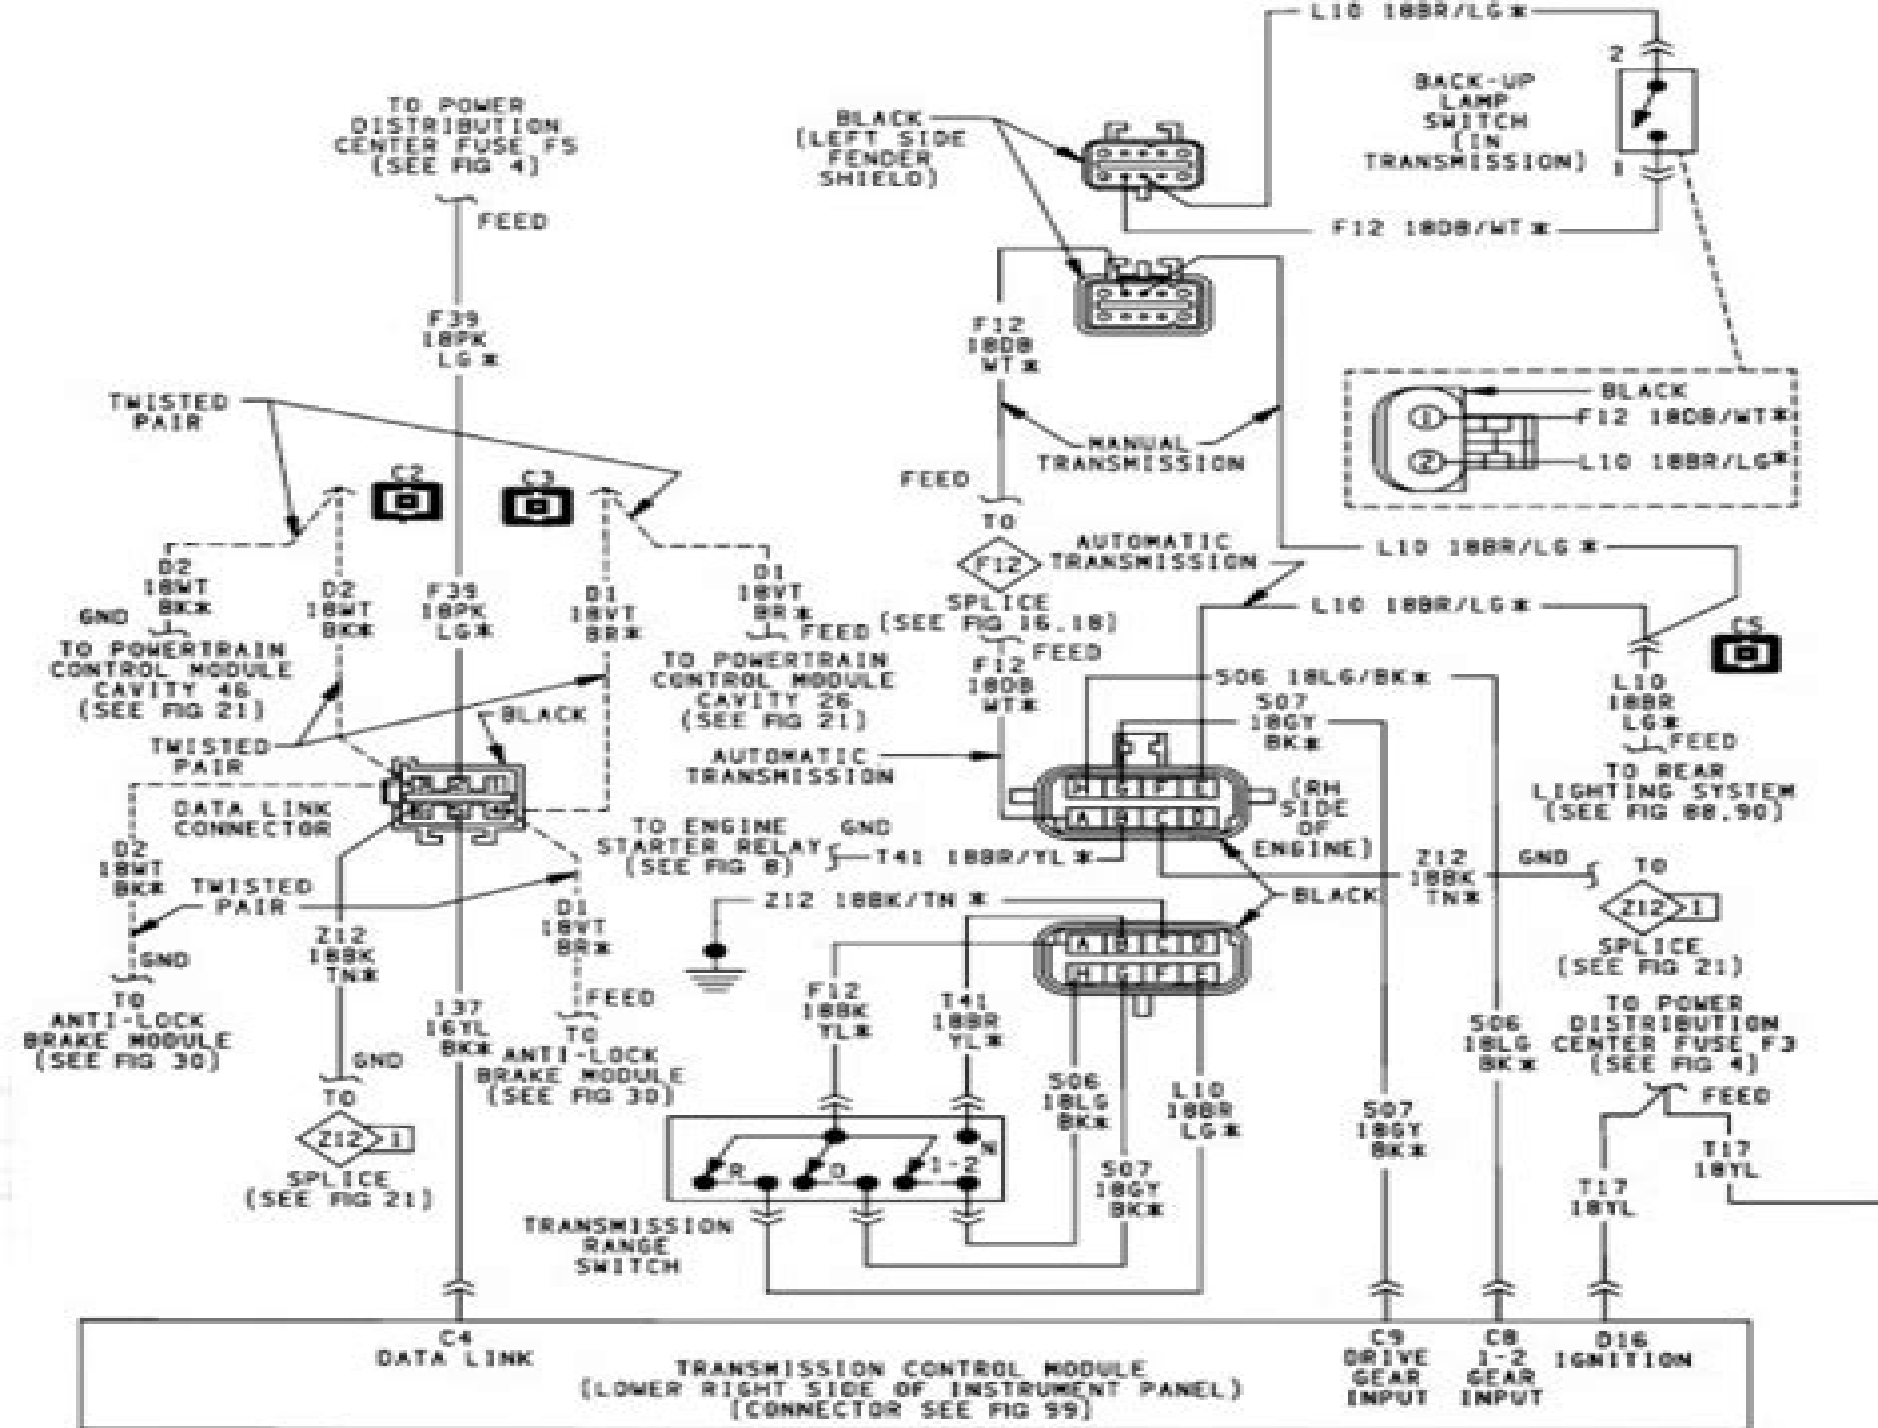 L10 18BR/LG*
2
BACK-UP
LAMP
SWITCH
(IN
TRANSMISSION)
1
F12 18DB/WT*
TO POWER
DISTRIBUTION
CENTER FUSE F5
(SEE FIG 4)
FEED
BLACK
(LEFT SIDE
FENDER
SHIELD)
F39
18PK
LG*
F12
18DB
WT*
BLACK
1
F12 18DB/WT*
2
L10 18BR/LG*
MANUAL
TRANSMISSION
TWISTED
PAIR
C2
C3
FEED
TO
F12
AUTOMATIC
TRANSMISSION
SPLICE
(SEE FIG 16,18)
FEED
L10 18BR/LG*
L10 18BR/LG*
C5
L10
18BR
LG*
FEED
TO REAR
LIGHTING SYSTEM
(SEE FIG 88,90)
D2
18WT
BK*
GND
TO POWERTRAIN
CONTROL MODULE
CAVITY 46
(SEE FIG 21)
D2
18WT
BK*
F39
18PK
LG*
D1
18VT
BR*
D1
18VT
BR*
FEED
TO POWERTRAIN
CONTROL MODULE
CAVITY 26
(SEE FIG 21)
F12
18DB
WT*
S06 18LG/BK*
S07
18GY
BK*
TWISTED
PAIR
BLACK
AUTOMATIC
TRANSMISSION
DATA LINK
CONNECTOR
H G F E
A B C D
(RH
SIDE
OF
ENGINE)
TO ENGINE
STARTER RELAY
(SEE FIG 8)
GND
T41 18BR/YL*
Z12
18BK
TN*
GND
TO
Z12 1
SPLICE
(SEE FIG 21)
BLACK
Z12 18BK/TN *
A B C D
H G F E
D2
18WT
BK*
TWISTED
PAIR
GND
TO
ANTI-LOCK
BRAKE MODULE
(SEE FIG 30)
Z12
18BK
TN*
GND
TO
Z12 1
SPLICE
(SEE FIG 21)
137
16YL
BK*
D1
18VT
BR*
FEED
TO
ANTI-LOCK
BRAKE MODULE
(SEE FIG 30)
F12
18BK
YL*
T41
18BR
YL*
S06
18LG
BK*
L10
18BR
LG*
S07
18GY
BK*
R
D
1-2
N
TRANSMISSION
RANGE
SWITCH
S07
18GY
BK*
S06
18LG
BK*
TO POWER
DISTRIBUTION
CENTER FUSE F3
(SEE FIG 4)
FEED
T17
18YL
T17
18YL
C4
DATA LINK
TRANSMISSION CONTROL MODULE
(LOWER RIGHT SIDE OF INSTRUMENT PANEL)
(CONNECTOR SEE FIG 99)
C9
DRIVE
GEAR
INPUT
C8
1-2
GEAR
INPUT
D16
IGNITION